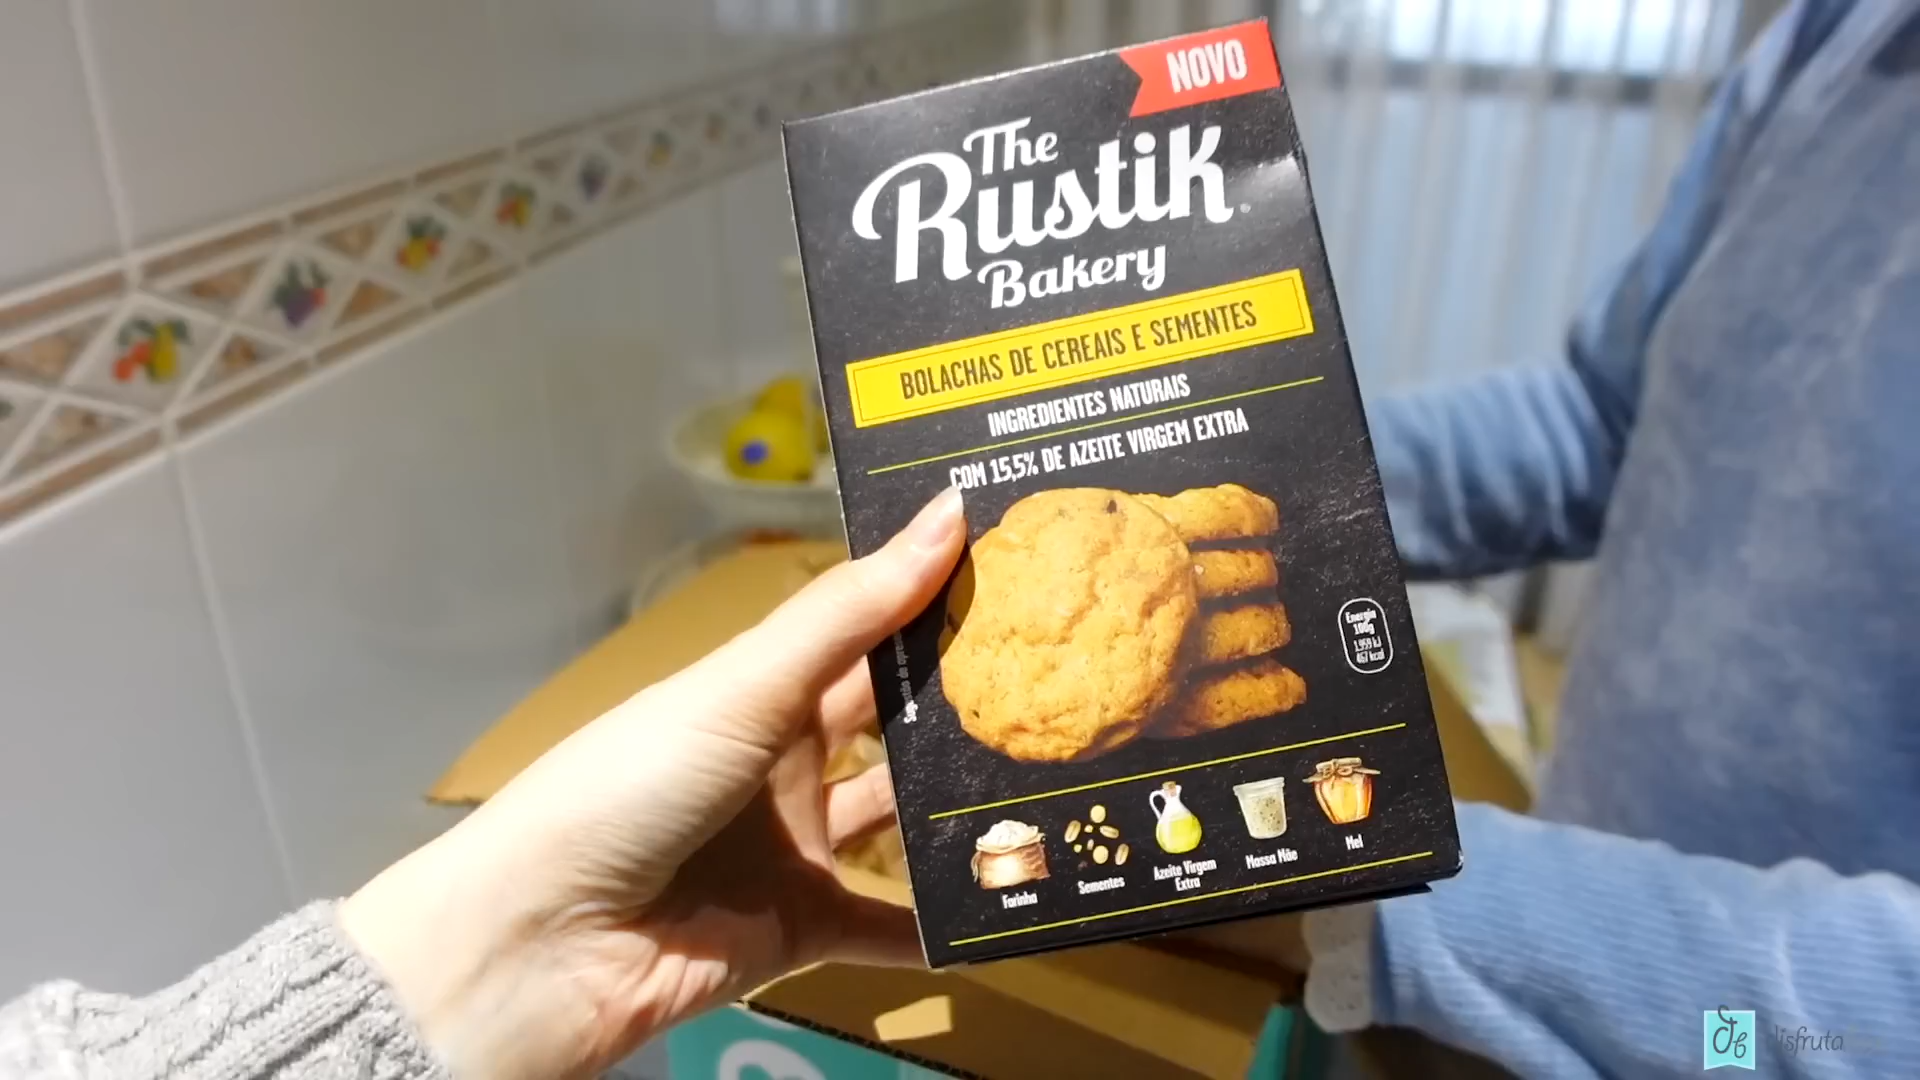 NOVO
The
Rustik
Bakery
BOLACHAS DE CEREAIS E SEMENTES
INGREDIENTES NATURAIS
COM 15,5% DE AZEITE VIRGEM EXTRA
Energia
100g
1.959 kJ
467 kcal
Farinha
Sementes
Azeite Virgem
Extra
Massa Mãe
Mel
disfruta